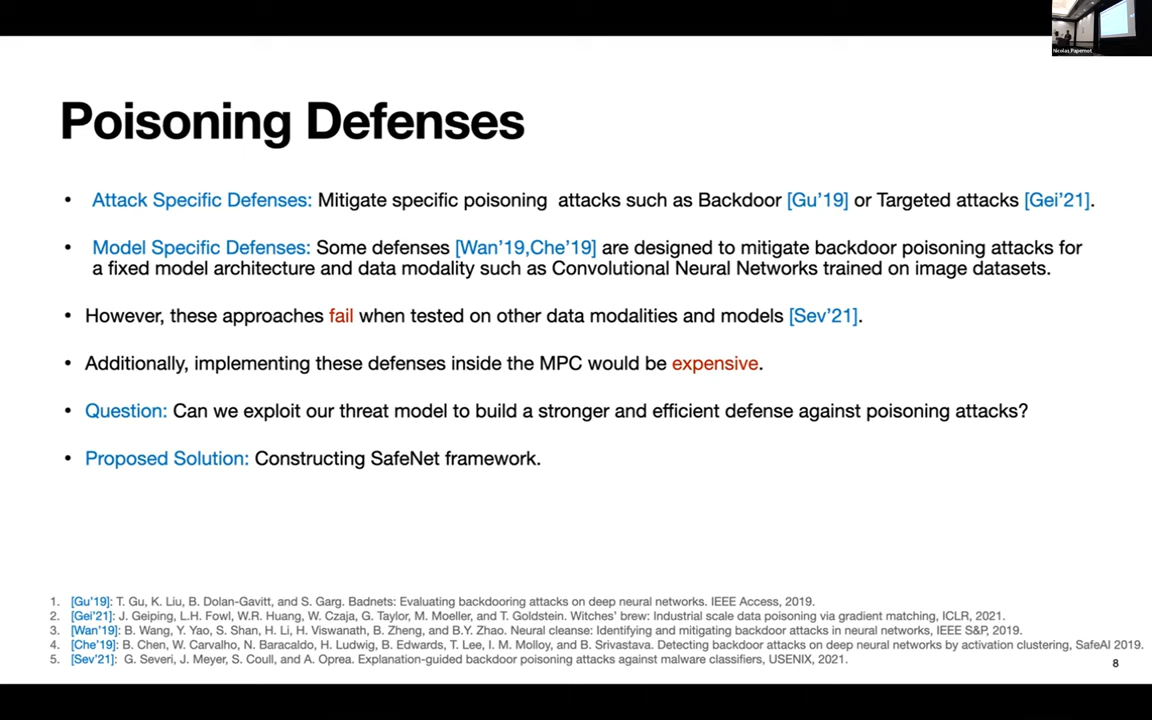 Nicolas Papernot
Poisoning Defenses
• Attack Specific Defenses: Mitigate specific poisoning attacks such as Backdoor [Gu'19] or Targeted attacks [Gei'21].
• Model Specific Defenses: Some defenses [Wan'19,Che'19] are designed to mitigate backdoor poisoning attacks for
a fixed model architecture and data modality such as Convolutional Neural Networks trained on image datasets.
• However, these approaches fail when tested on other data modalities and models [Sev'21].
• Additionally, implementing these defenses inside the MPC would be expensive.
• Question: Can we exploit our threat model to build a stronger and efficient defense against poisoning attacks?
• Proposed Solution: Constructing SafeNet framework.
1. [Gu'19]: T. Gu, K. Liu, B. Dolan-Gavitt, and S. Garg. Badnets: Evaluating backdooring attacks on deep neural networks. IEEE Access, 2019.
2. [Gei'21]: J. Geiping, L.H. Fowl, W.R. Huang, W. Czaja, G. Taylor, M. Moeller, and T. Goldstein. Witches' brew: Industrial scale data poisoning via gradient matching, ICLR, 2021.
3. [Wan'19]: B. Wang, Y. Yao, S. Shan, H. Li, H. Viswanath, B. Zheng, and B.Y. Zhao. Neural cleanse: Identifying and mitigating backdoor attacks in neural networks, IEEE S&P, 2019.
4. [Che'19]: B. Chen, W. Carvalho, N. Baracaldo, H. Ludwig, B. Edwards, T. Lee, I. M. Molloy, and B. Srivastava. Detecting backdoor attacks on deep neural networks by activation clustering, SafeAI 2019.
5. [Sev'21]: G. Severi, J. Meyer, S. Coull, and A. Oprea. Explanation-guided backdoor poisoning attacks against malware classifiers, USENIX, 2021.
8